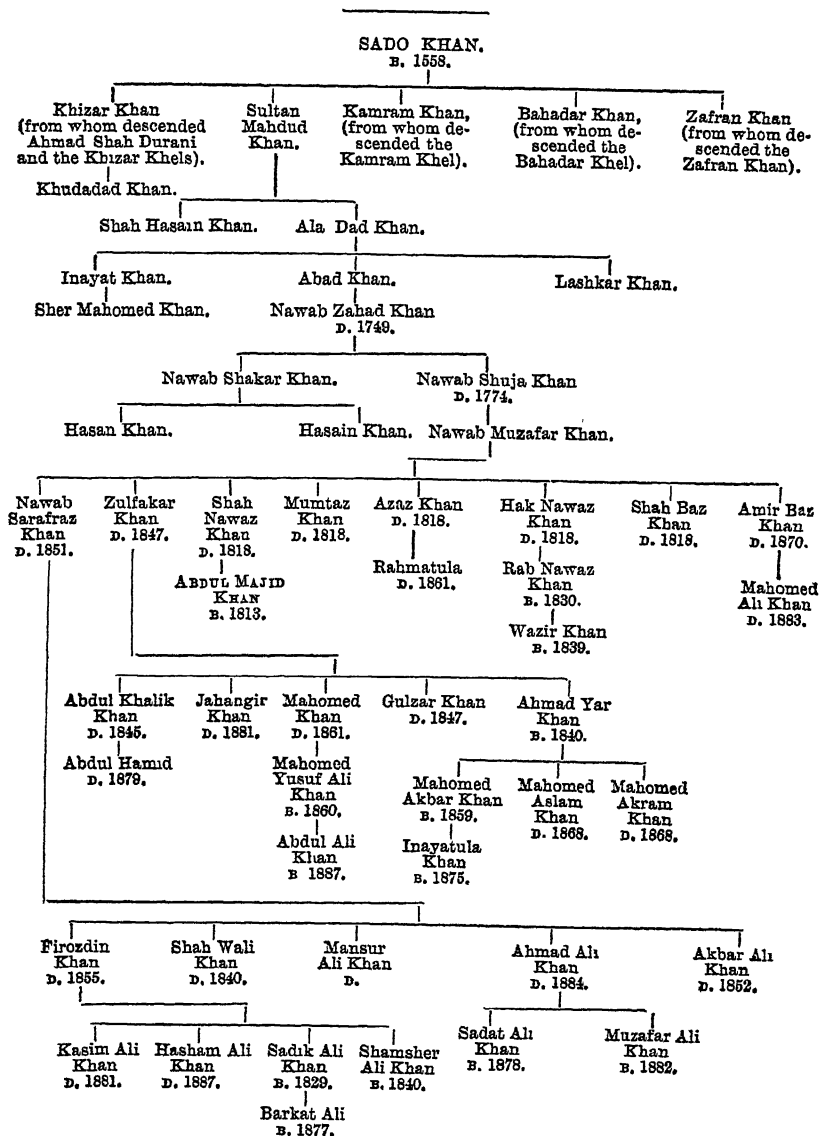 SADO KHAN.
B. 1558.
Khizar Khan
(from whom descended
Ahmad Shah Durani
and the Khizar Khels).
Sultan
Mahdud
Khan.
Kamram Khan,
(from whom de-
scended the
Kamram Khel).
Bahadar Khan,
(from whom de-
scended the
Bahadar Khel).
Zafran Khan
(from whom de-
scended the
Zafran Khan).
Khudadad Khan.
Shah Hasain Khan.
Ala Dad Khan.
Inayat Khan.
Abad Khan.
Lashkar Khan.
Sher Mahomed Khan.
Nawab Zahad Khan
D. 1749.
Nawab Shakar Khan.
Nawab Shuja Khan
D. 1774.
Hasan Khan.
Hasain Khan.
Nawab Muzafar Khan.
Nawab
Sarafraz
Khan
D. 1851.
Zulfakar
Khan
D. 1847.
Shah
Nawaz
Khan
D. 1818.
Mumtaz
Khan
D. 1818.
Azaz Khan
D. 1818.
Hak Nawaz
Khan
D. 1818.
Shah Baz
Khan
D. 1818.
Amir Baz
Khan
D. 1870.
ABDUL MAJID
KHAN
B. 1813.
Rahmatula
D. 1861.
Rab Nawaz
Khan
B. 1830.
Wazir Khan
B. 1839.
Mahomed
Ali Khan
D. 1883.
Abdul Khalik
Khan
D. 1845.
Jahangir
Khan
D. 1881.
Mahomed
Khan
D. 1861.
Gulzar Khan
D. 1847.
Ahmad Yar
Khan
B. 1840.
Abdul Hamid
D. 1879.
Mahomed
Yusuf Ali
Khan
B. 1860.
Abdul Ali
Khan
B 1887.
Mahomed
Akbar Khan
B. 1859.
Inayatula
Khan
B. 1875.
Mahomed
Aslam
Khan
D. 1868.
Mahomed
Akram
Khan
D. 1868.
Firozdin
Khan
D. 1855.
Shah Wali
Khan
D. 1840.
Mansur
Ali Khan
D.
Ahmad Ali
Khan
D. 1884.
Akbar Ali
Khan
D. 1852.
Kasim Ali
Khan
D. 1881.
Hasham Ali
Khan
D. 1887.
Sadik Ali
Khan
B. 1829.
Shamsher
Ali Khan
B. 1840.
Sadat Ali
Khan
B. 1878.
Muzafar Ali
Khan
B. 1882.
Barkat Ali
B. 1877.